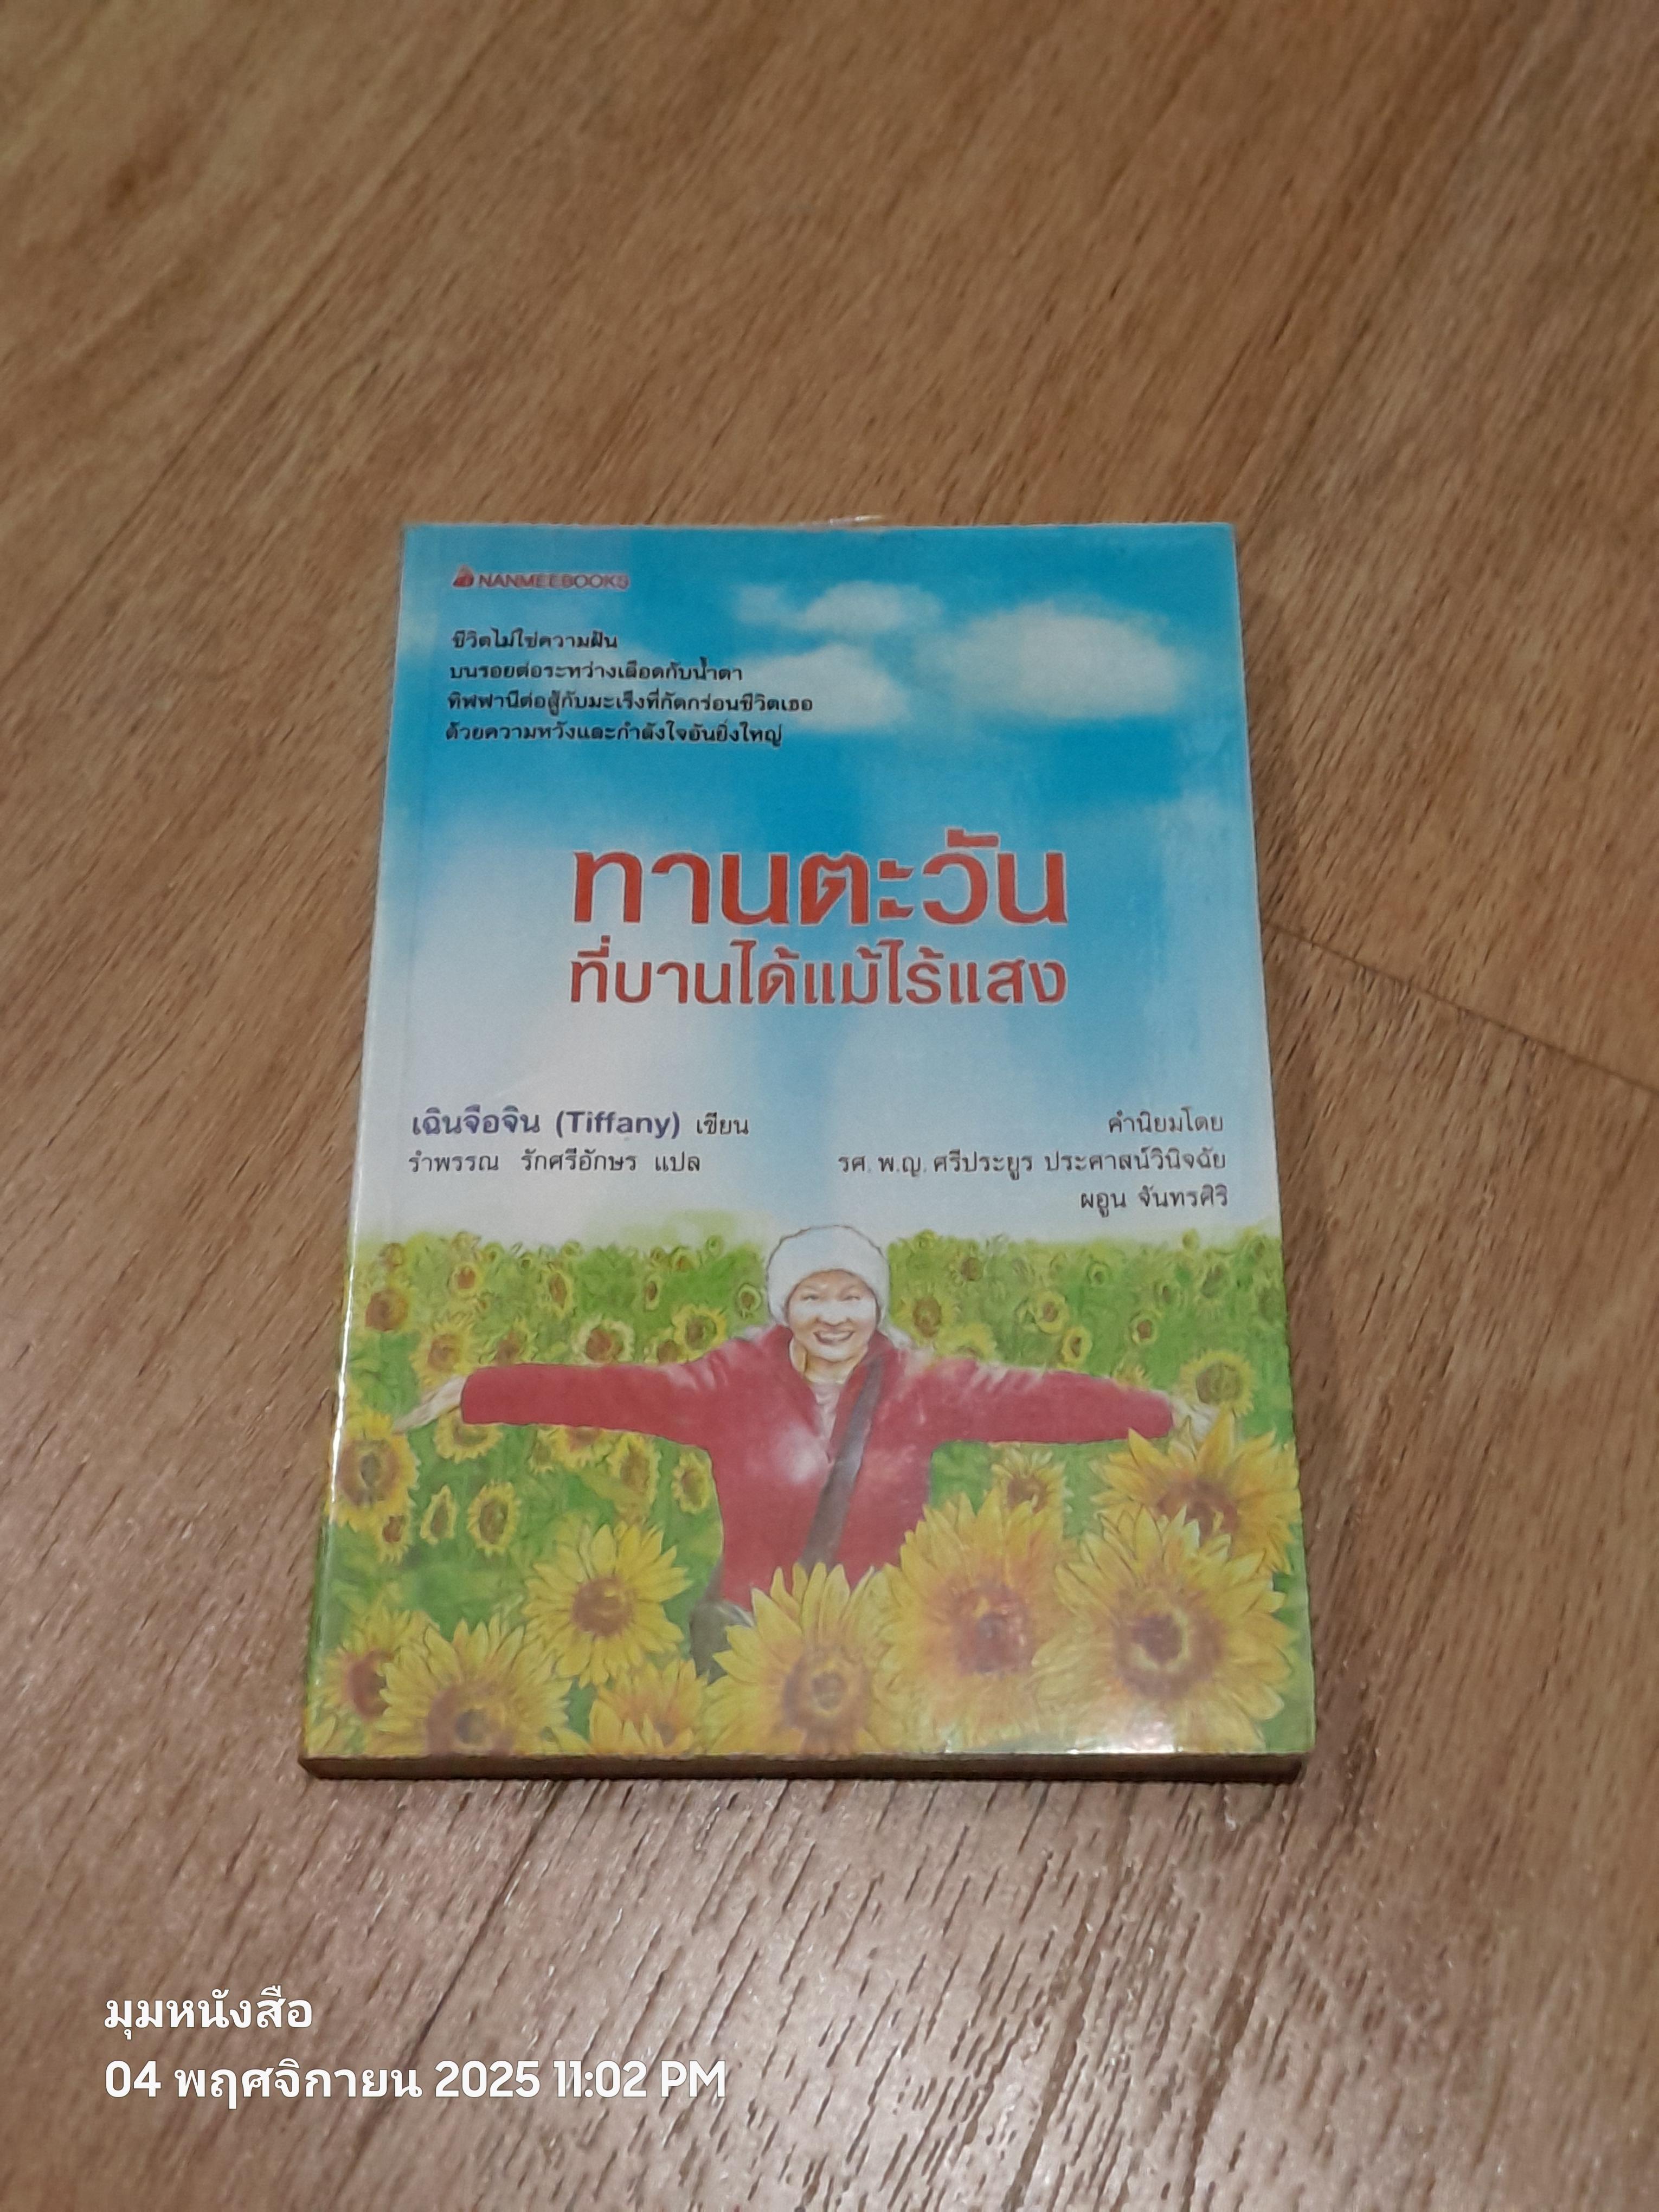 NANMEEBOOKS
ชีวิตไม่ใช่ความฝัน
บนรอยต่อระหว่างเลือดกับน้ำตา
ทิฟฟานีต่อสู้กับมะเร็งที่กัดกร่อนชีวิตเธอ
ด้วยความหวังและกำลังใจอันยิ่งใหญ่
ทานตะวัน
ที่บานได้แม้ไร้แสง
เฉินจือจิน (Tiffany) เขียน
รำพรรณ รักศรีอักษร แปล
คำนิยมโดย
รศ. พ.ญ. ศรีประยูร ประศาสน์วินิจฉัย
ผอูน จันทรศิริ
มุมหนังสือ
04 พฤศจิกายน 2025 11:02 PM